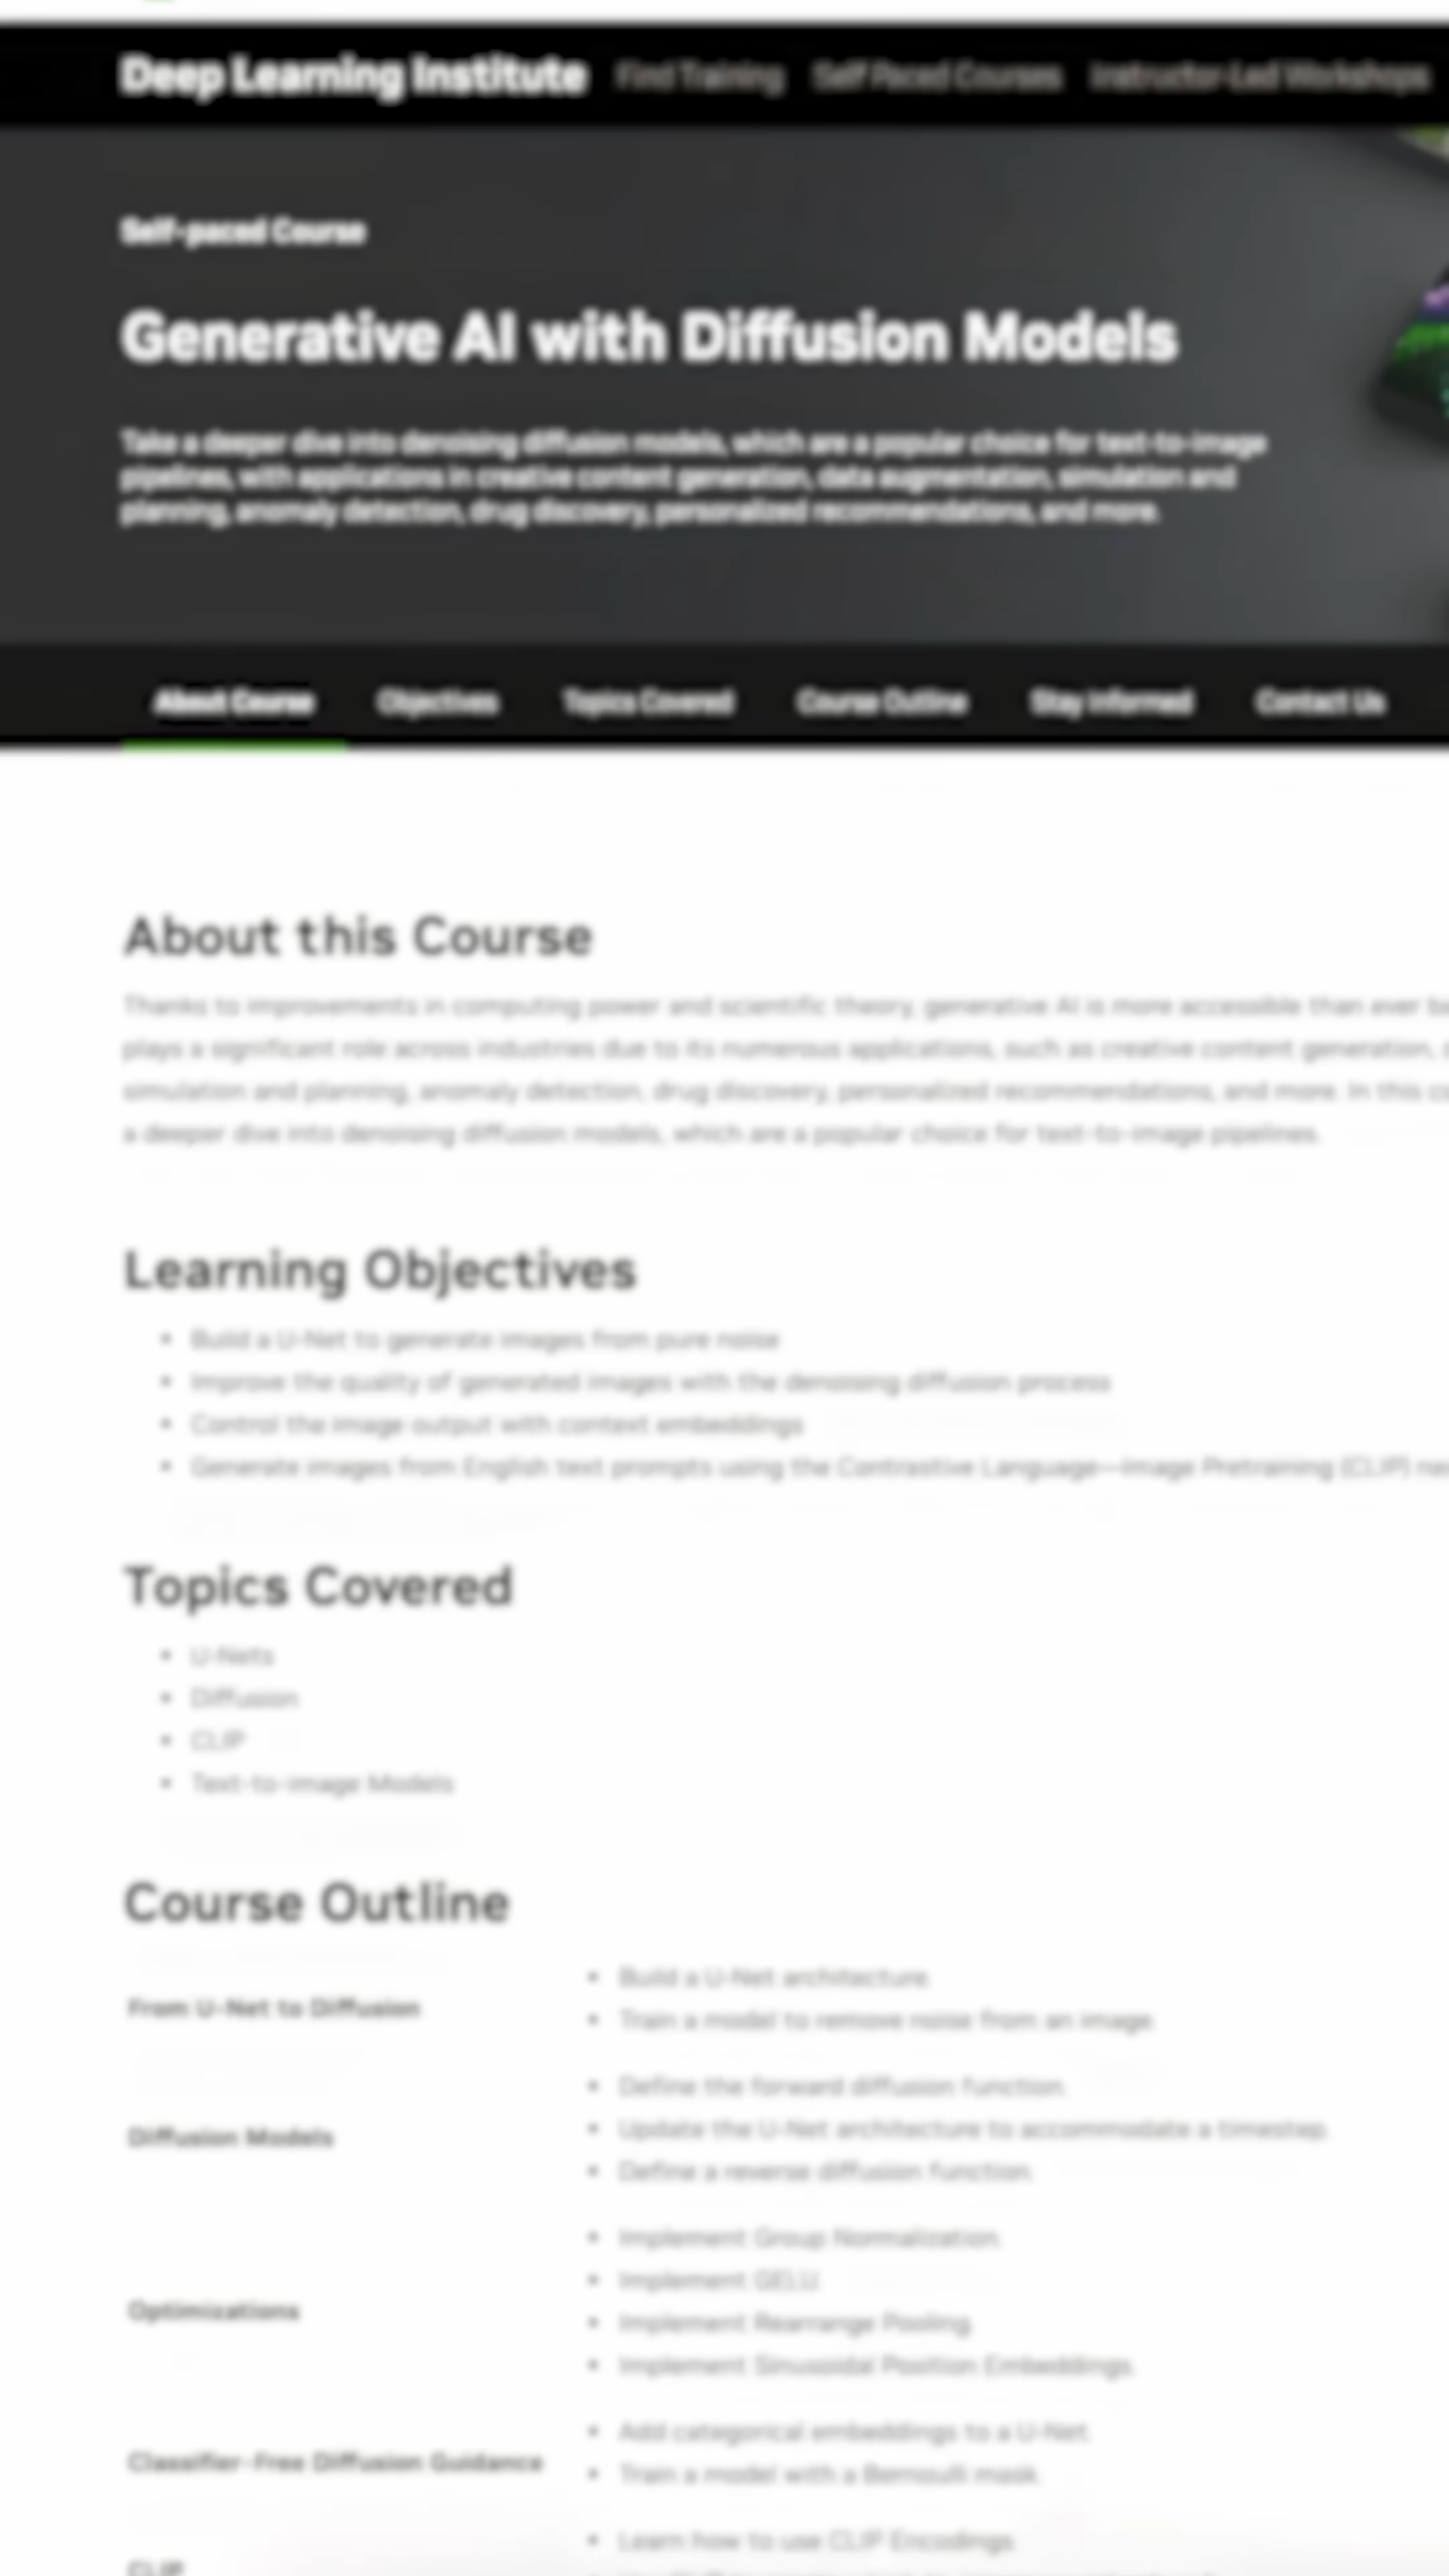 Deep Learning Institute Find Training Self Paced Courses Instructor-Led Workshops
Self-paced Course
Generative AI with Diffusion Models
Take a deeper dive into denoising diffusion models, which are a popular choice for text-to-image
pipelines, with applications in creative content generation, data augmentation, simulation and
planning, anomaly detection, drug discovery, personalized recommendations, and more.
About Course Objectives Topics Covered Course Outline Stay Informed Contact Us
About this Course
Thanks to improvements in computing power and scientific theory, generative AI is more accessible than ever
plays a significant role across industries due to its numerous applications, such as creative content generation,
simulation and planning, anomaly detection, drug discovery, personalized recommendations, and more. In this
a deeper dive into denoising diffusion models, which are a popular choice for text-to-image pipelines.
Learning Objectives
• Build a U-Net to generate images from pure noise
• Improve the quality of generated images with the denoising diffusion process
• Control the image output with context embeddings
• Generate images from English text prompts using the Contrastive Language—Image Pretraining (CLIP)
Topics Covered
• U-Nets
• Diffusion
• CLIP
• Text-to-image Models
Course Outline
From U-Net to Diffusion
• Build a U-Net architecture.
• Train a model to remove noise from an image.
Diffusion Models
• Define the forward diffusion function.
• Update the U-Net architecture to accommodate a timestep.
• Define a reverse diffusion function.
Optimizations
• Implement Group Normalization.
• Implement GELU.
• Implement Rearrange Pooling.
• Implement Sinusoidal Position Embeddings.
Classifier-Free Diffusion Guidance
• Add categorical embeddings to a U-Net.
• Train a model with a Bernoulli mask.
CLIP
• Learn how to use CLIP Encodings.